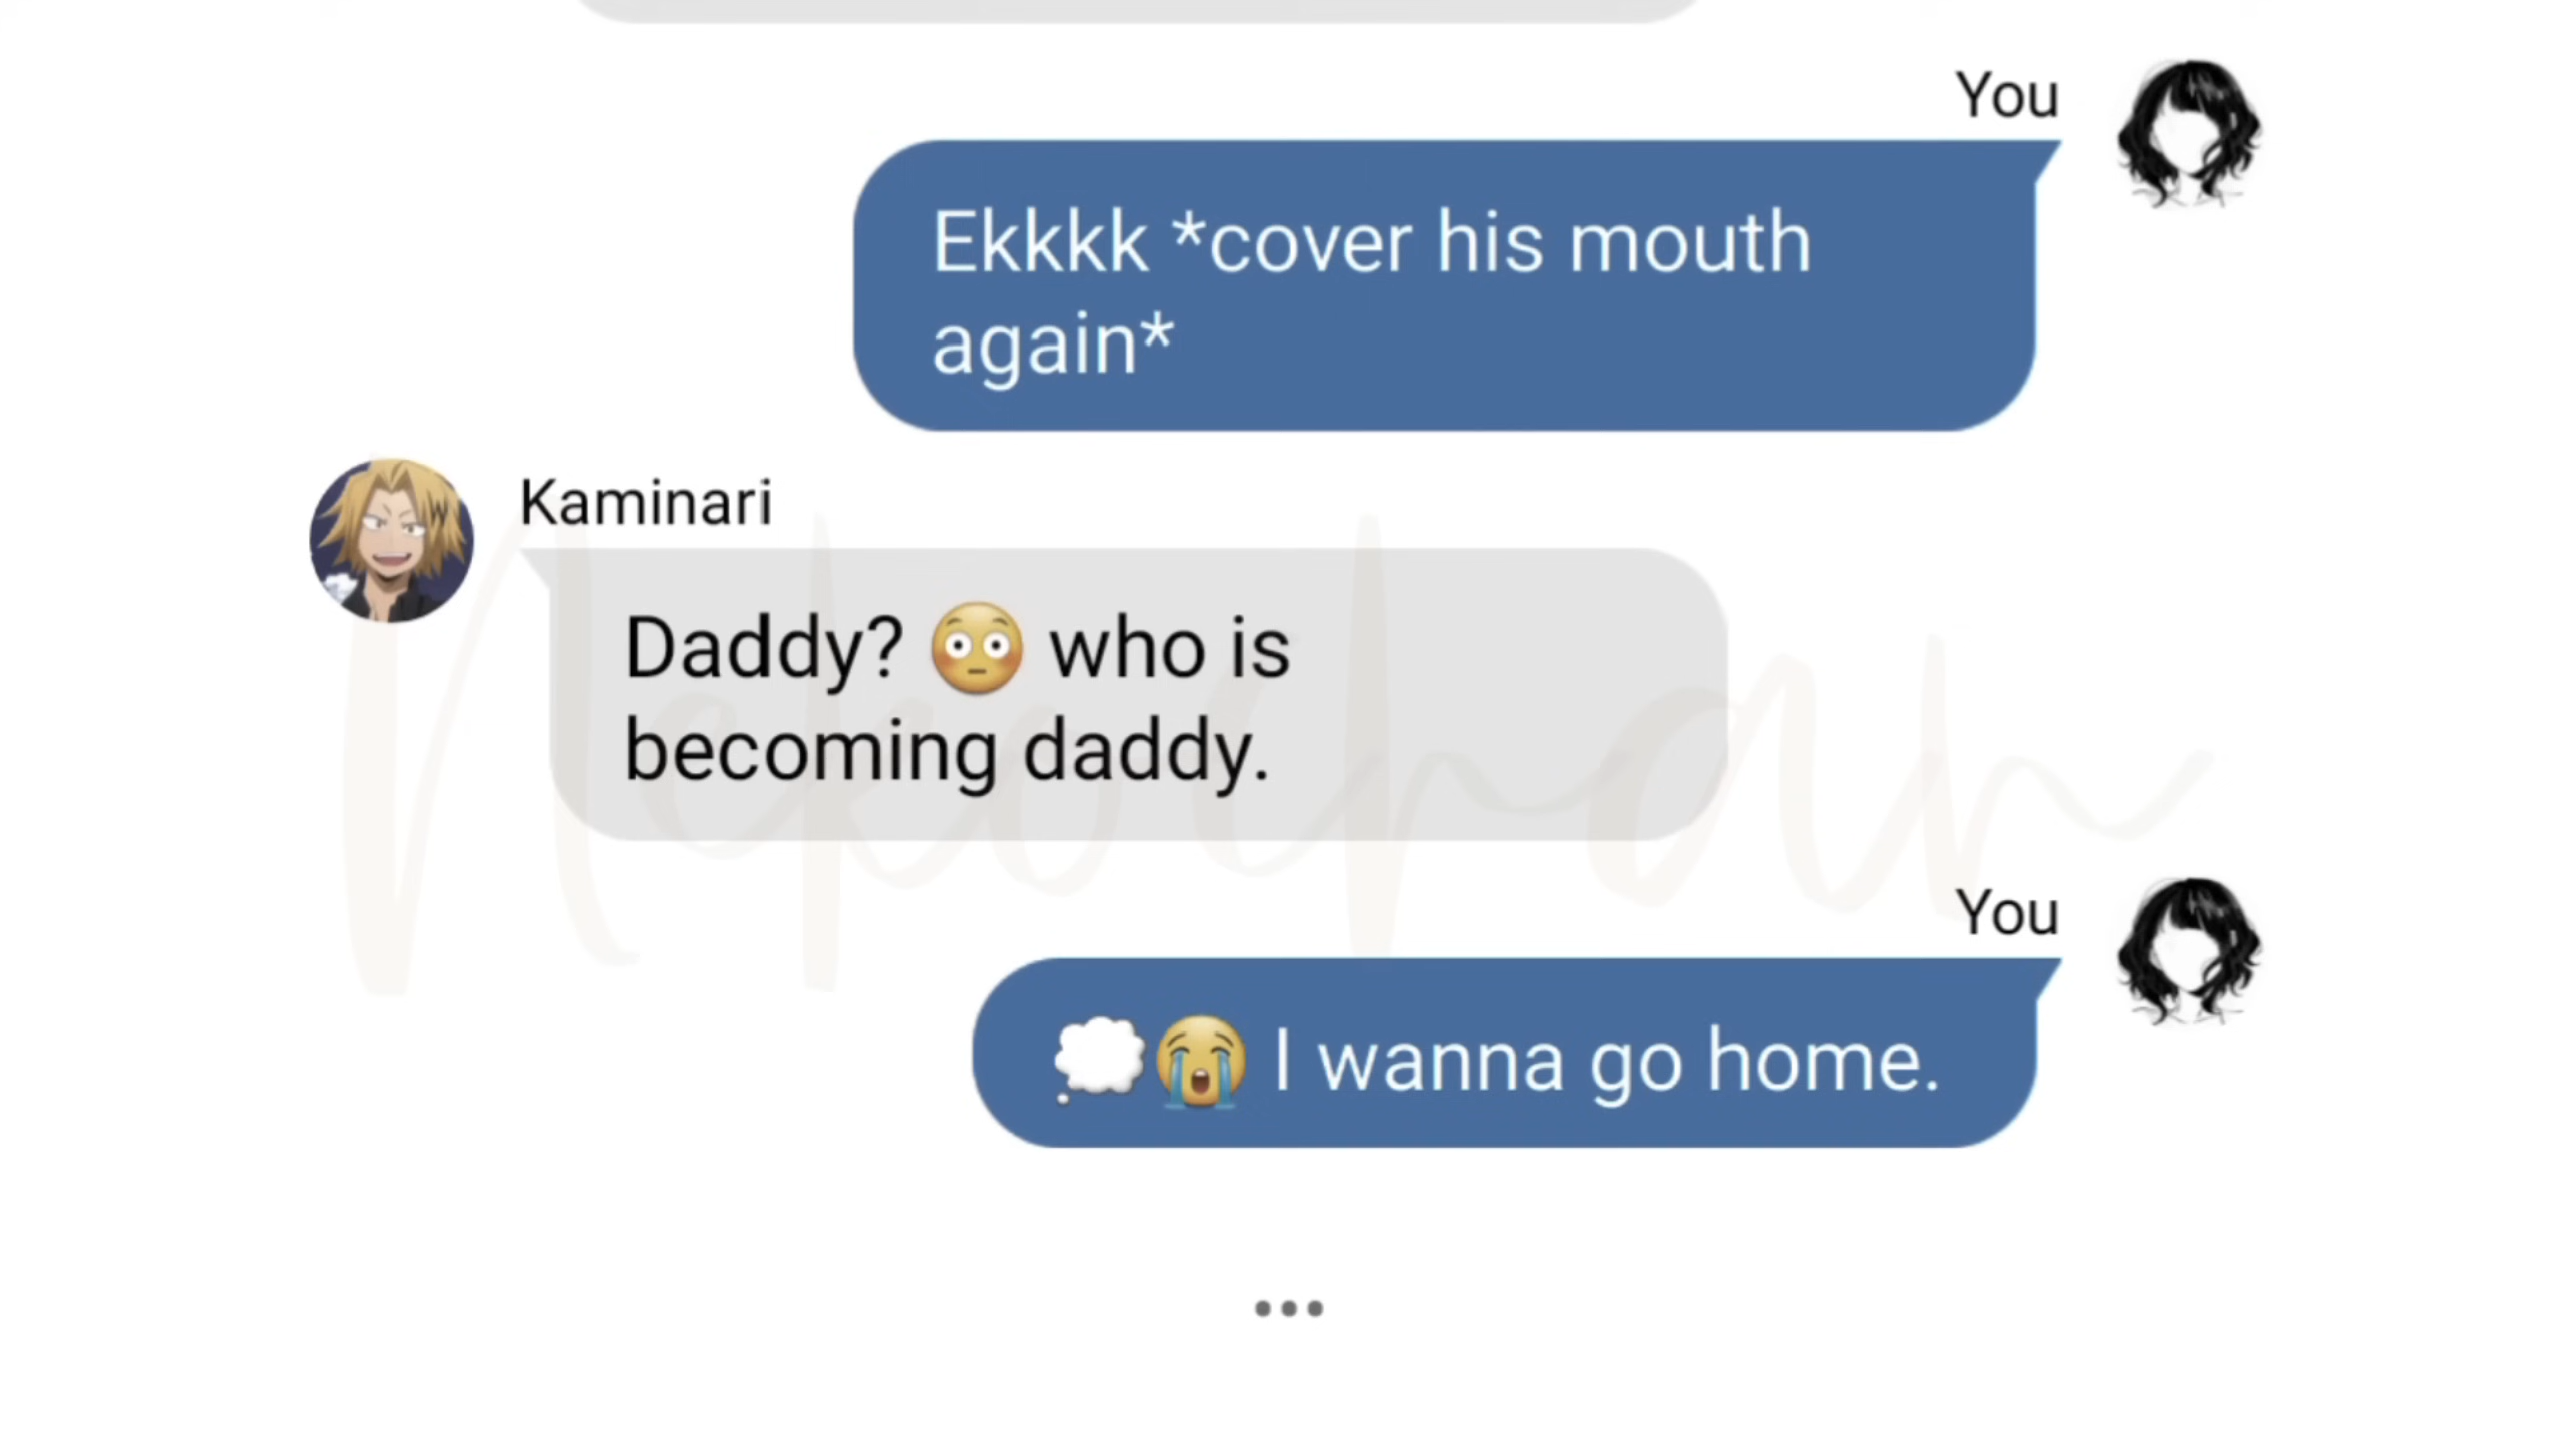 You
Ekkkk *cover his mouth
again*
Kaminari
Daddy? 😳 who is
becoming daddy.
You
💭😭 I wanna go home.
...